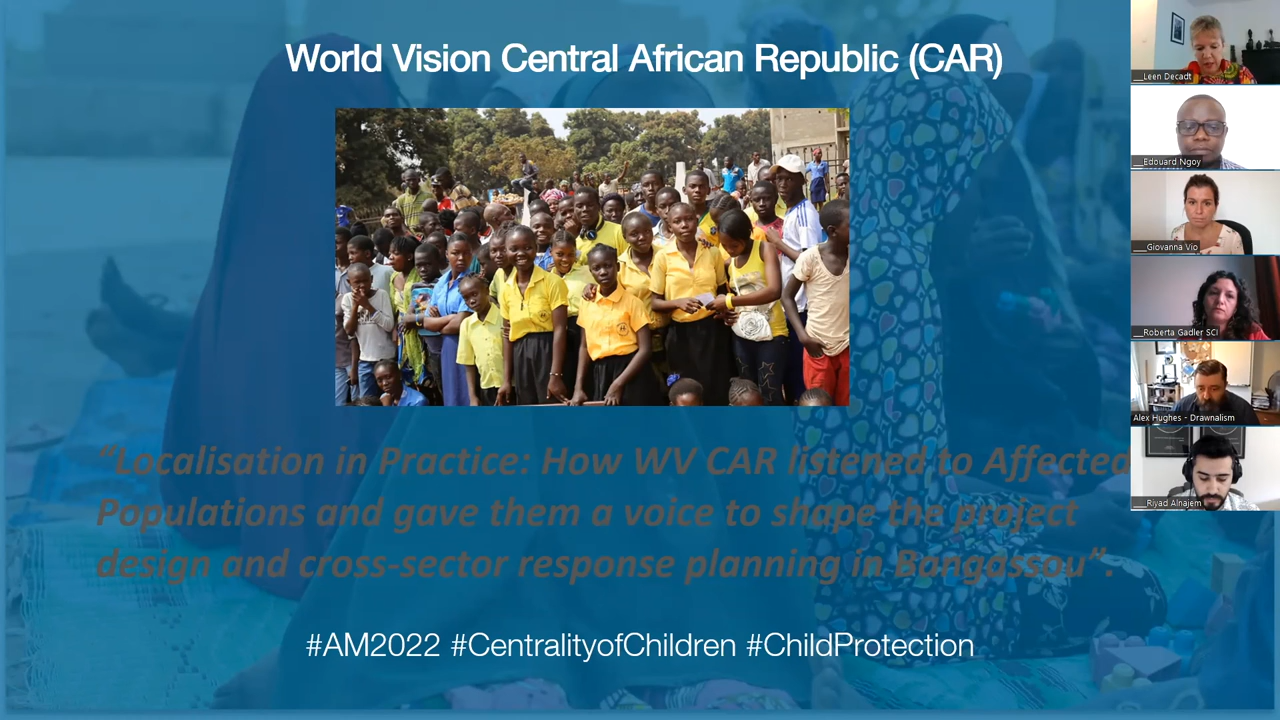 World Vision Central African Republic (CAR)
“Localisation in Practice: How WV CAR listened to Affected
Populations and gave them a voice to shape the project
design and cross-sector response planning in Bangassou”.
#AM2022 #CentralityofChildren #ChildProtection
__Leen Decadt
__Edouard Ngoy
__Giovanna Vio
__Roberta Gadler SCI
Alex Hughes - Drawnalism
__Riyad Alnajem